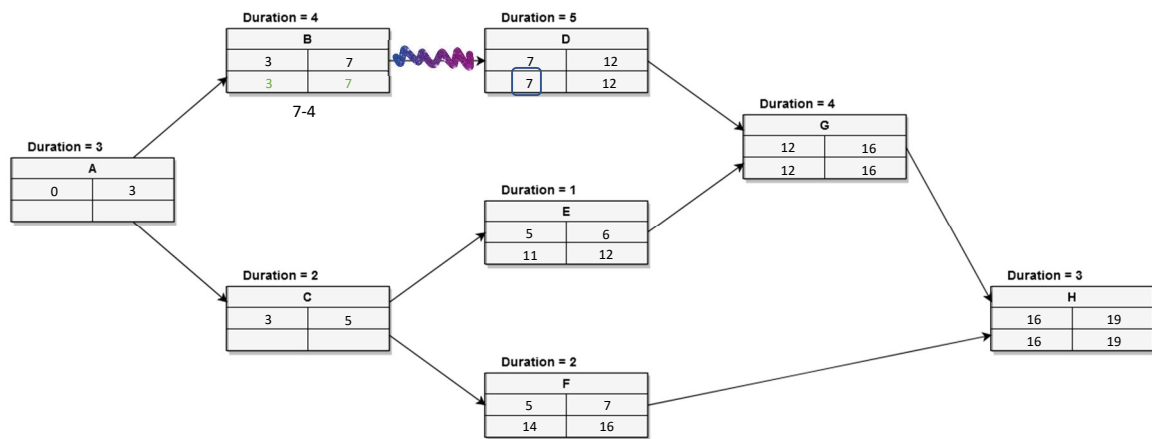 Duration = 4
B
3 7
3 7
7-4
Duration = 5
D
7 12
7 12
Duration = 4
G
12 16
12 16
Duration = 3
A
0 3
Duration = 1
E
5 6
11 12
Duration = 2
C
3 5
Duration = 3
H
16 19
16 19
Duration = 2
F
5 7
14 16